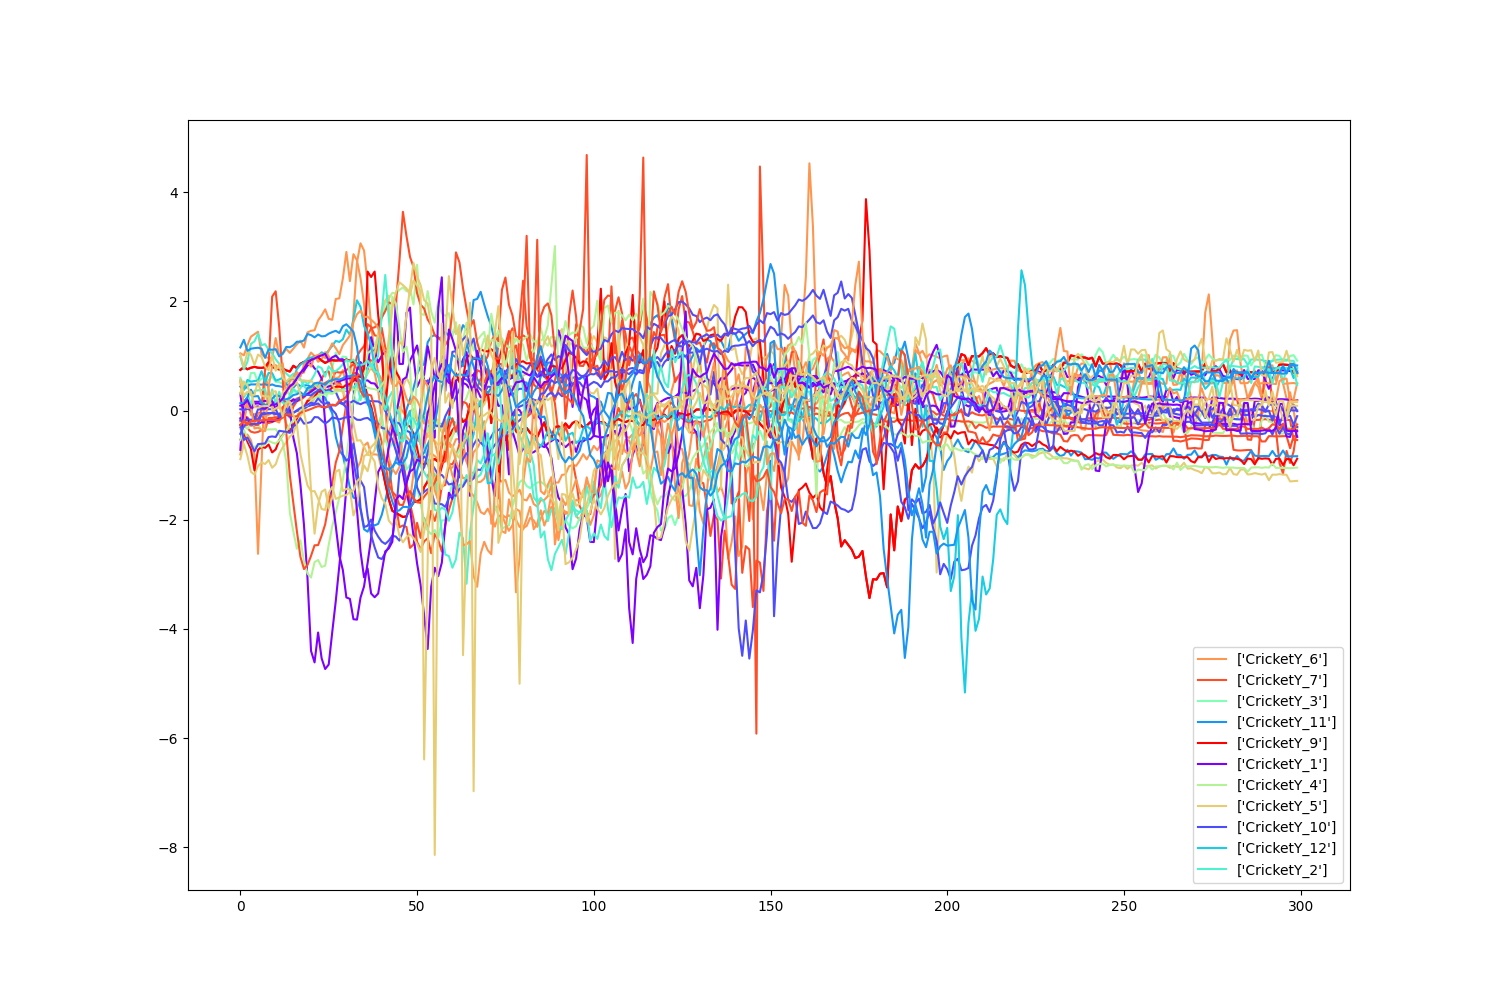 4
2
0
−2
−4
−6
−8
0 50 100 150 200 250 300
['CricketY_6']
['CricketY_7']
['CricketY_3']
['CricketY_11']
['CricketY_9']
['CricketY_1']
['CricketY_4']
['CricketY_5']
['CricketY_10']
['CricketY_12']
['CricketY_2']